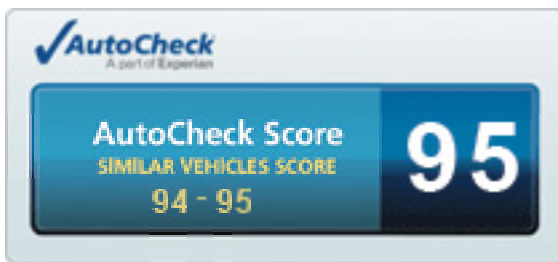 AutoCheck
A part of Experian
AutoCheck Score
95
SIMILAR VEHICLES SCORE
94 - 95